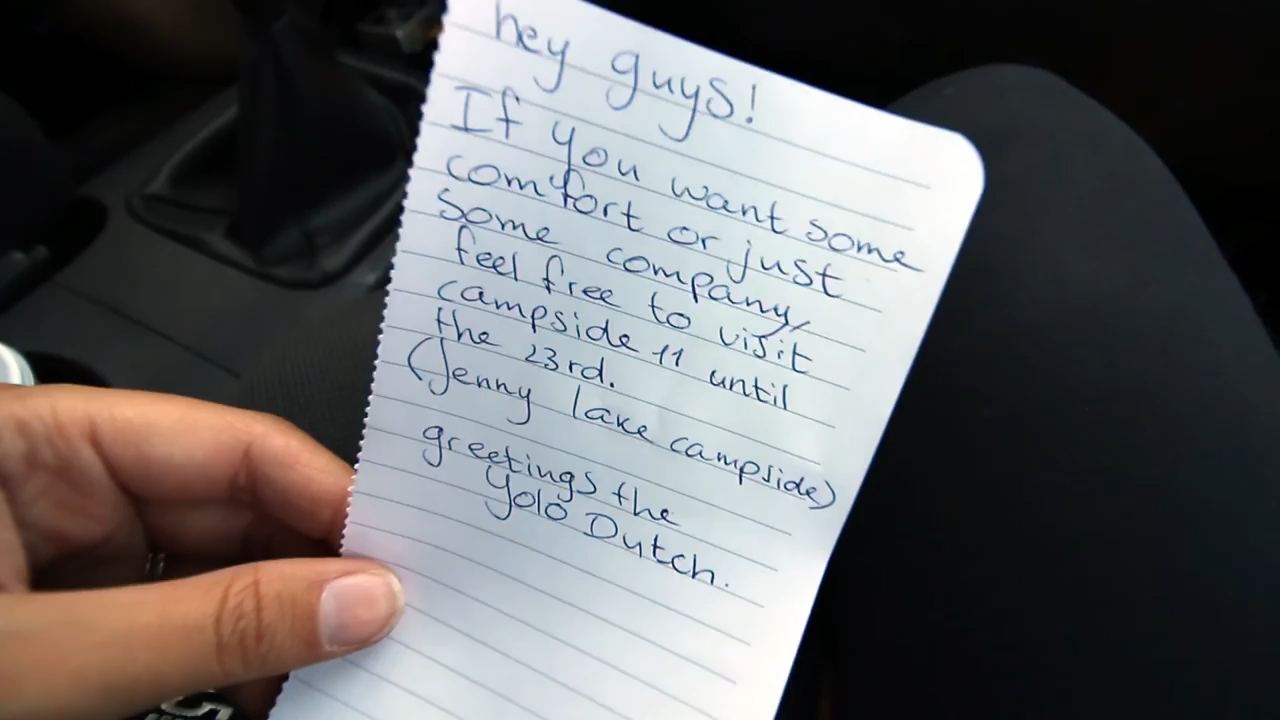 hey guys!
If you want some
comfort or just
some company,
feel free to visit
campside 11 until
the 23rd.
(Jenny lake campside)
greetings the
Yolo Dutch.